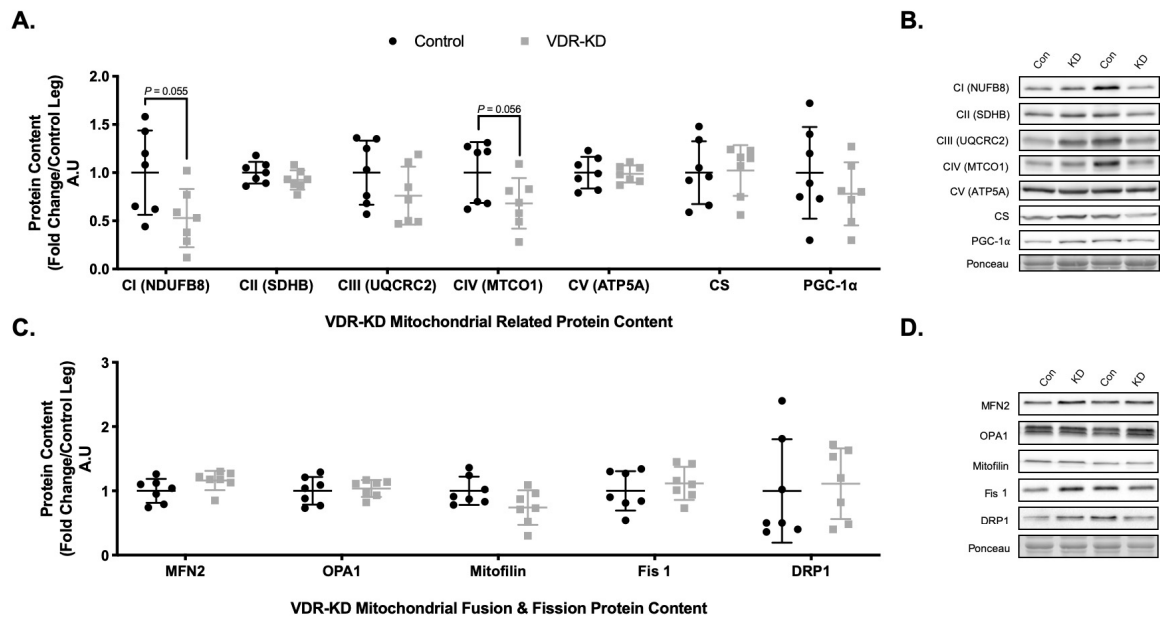 A.
Control
VDR-KD
Protein Content
(Fold Change/Control Leg)
A.U
2.0
1.5
1.0
0.5
0.0
P = 0.055
P = 0.056
CI (NDUFB8)
CII (SDHB)
CIII (UQCRC2)
CIV (MTCO1)
CV (ATP5A)
CS
PGC-1α
VDR-KD Mitochondrial Related Protein Content
B.
Con
KD
Con
KD
CI (NUFB8)
CII (SDHB)
CIII (UQCRC2)
CIV (MTCO1)
CV (ATP5A)
CS
PGC-1α
Ponceau
C.
Protein Content
(Fold Change/Control Leg)
A.U
3
2
1
0
MFN2
OPA1
Mitofilin
Fis 1
DRP1
VDR-KD Mitochondrial Fusion & Fission Protein Content
D.
Con
KD
Con
KD
MFN2
OPA1
Mitofilin
Fis 1
DRP1
Ponceau